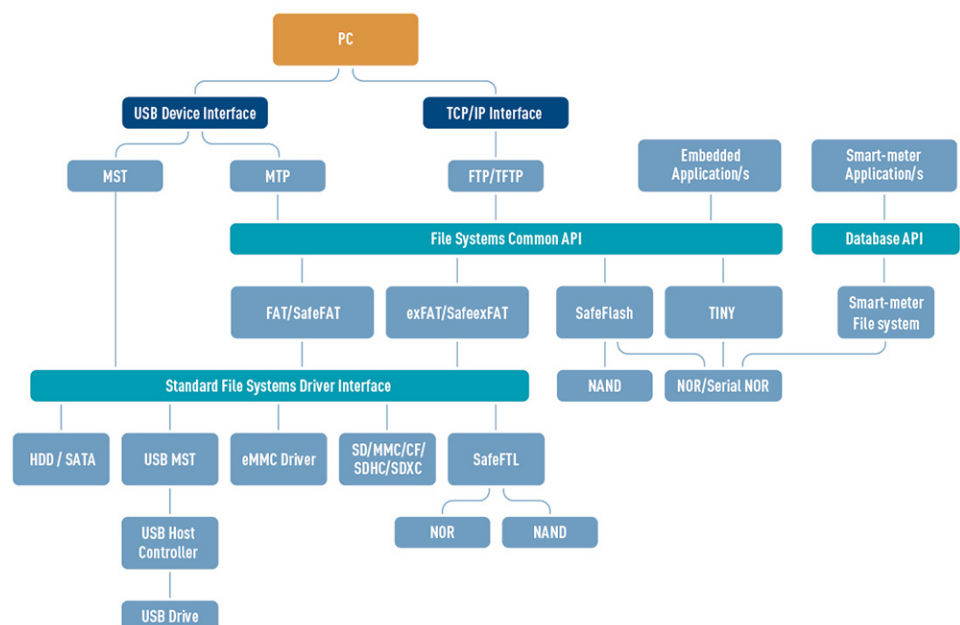 PC
USB Device Interface
TCP/IP Interface
MST
MTP
FTP/TFTP
Embedded
Application/s
Smart-meter
Application/s
File Systems Common API
Database API
FAT/SafeFAT
exFAT/SafeexFAT
SafeFlash
TINY
Smart-meter
File system
Standard File Systems Driver Interface
NAND
NOR/Serial NOR
HDD / SATA
USB MST
eMMC Driver
SD/MMC/CF/
SDHC/SDXC
SafeFTL
USB Host
Controller
NOR
NAND
USB Drive